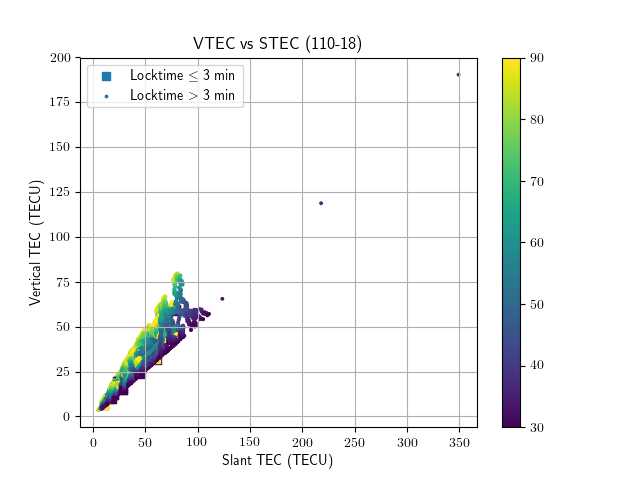 VTEC vs STEC (110-18)
Locktime ≤ 3 min
Locktime > 3 min
200
175
150
125
100
75
50
25
0
Vertical TEC (TECU)
0 50 100 150 200 250 300 350
Slant TEC (TECU)
90
80
70
60
50
40
30